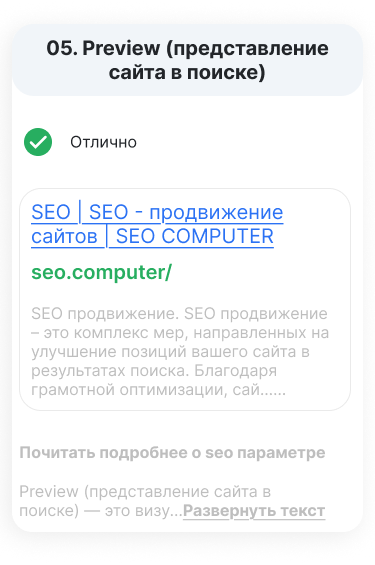 05. Preview (представление
сайта в поиске)
Отлично
SEO | SEO - продвижение
сайтов | SEO COMPUTER
seo.computer/
SEO продвижение. SEO продвижение
– это комплекс мер, направленных на
улучшение позиций вашего сайта в
результатах поиска. Благодаря
грамотной оптимизации, сай......
Почитать подробнее о seo параметре
Preview (представление сайта в
поиске) — это визу...Развернуть текст